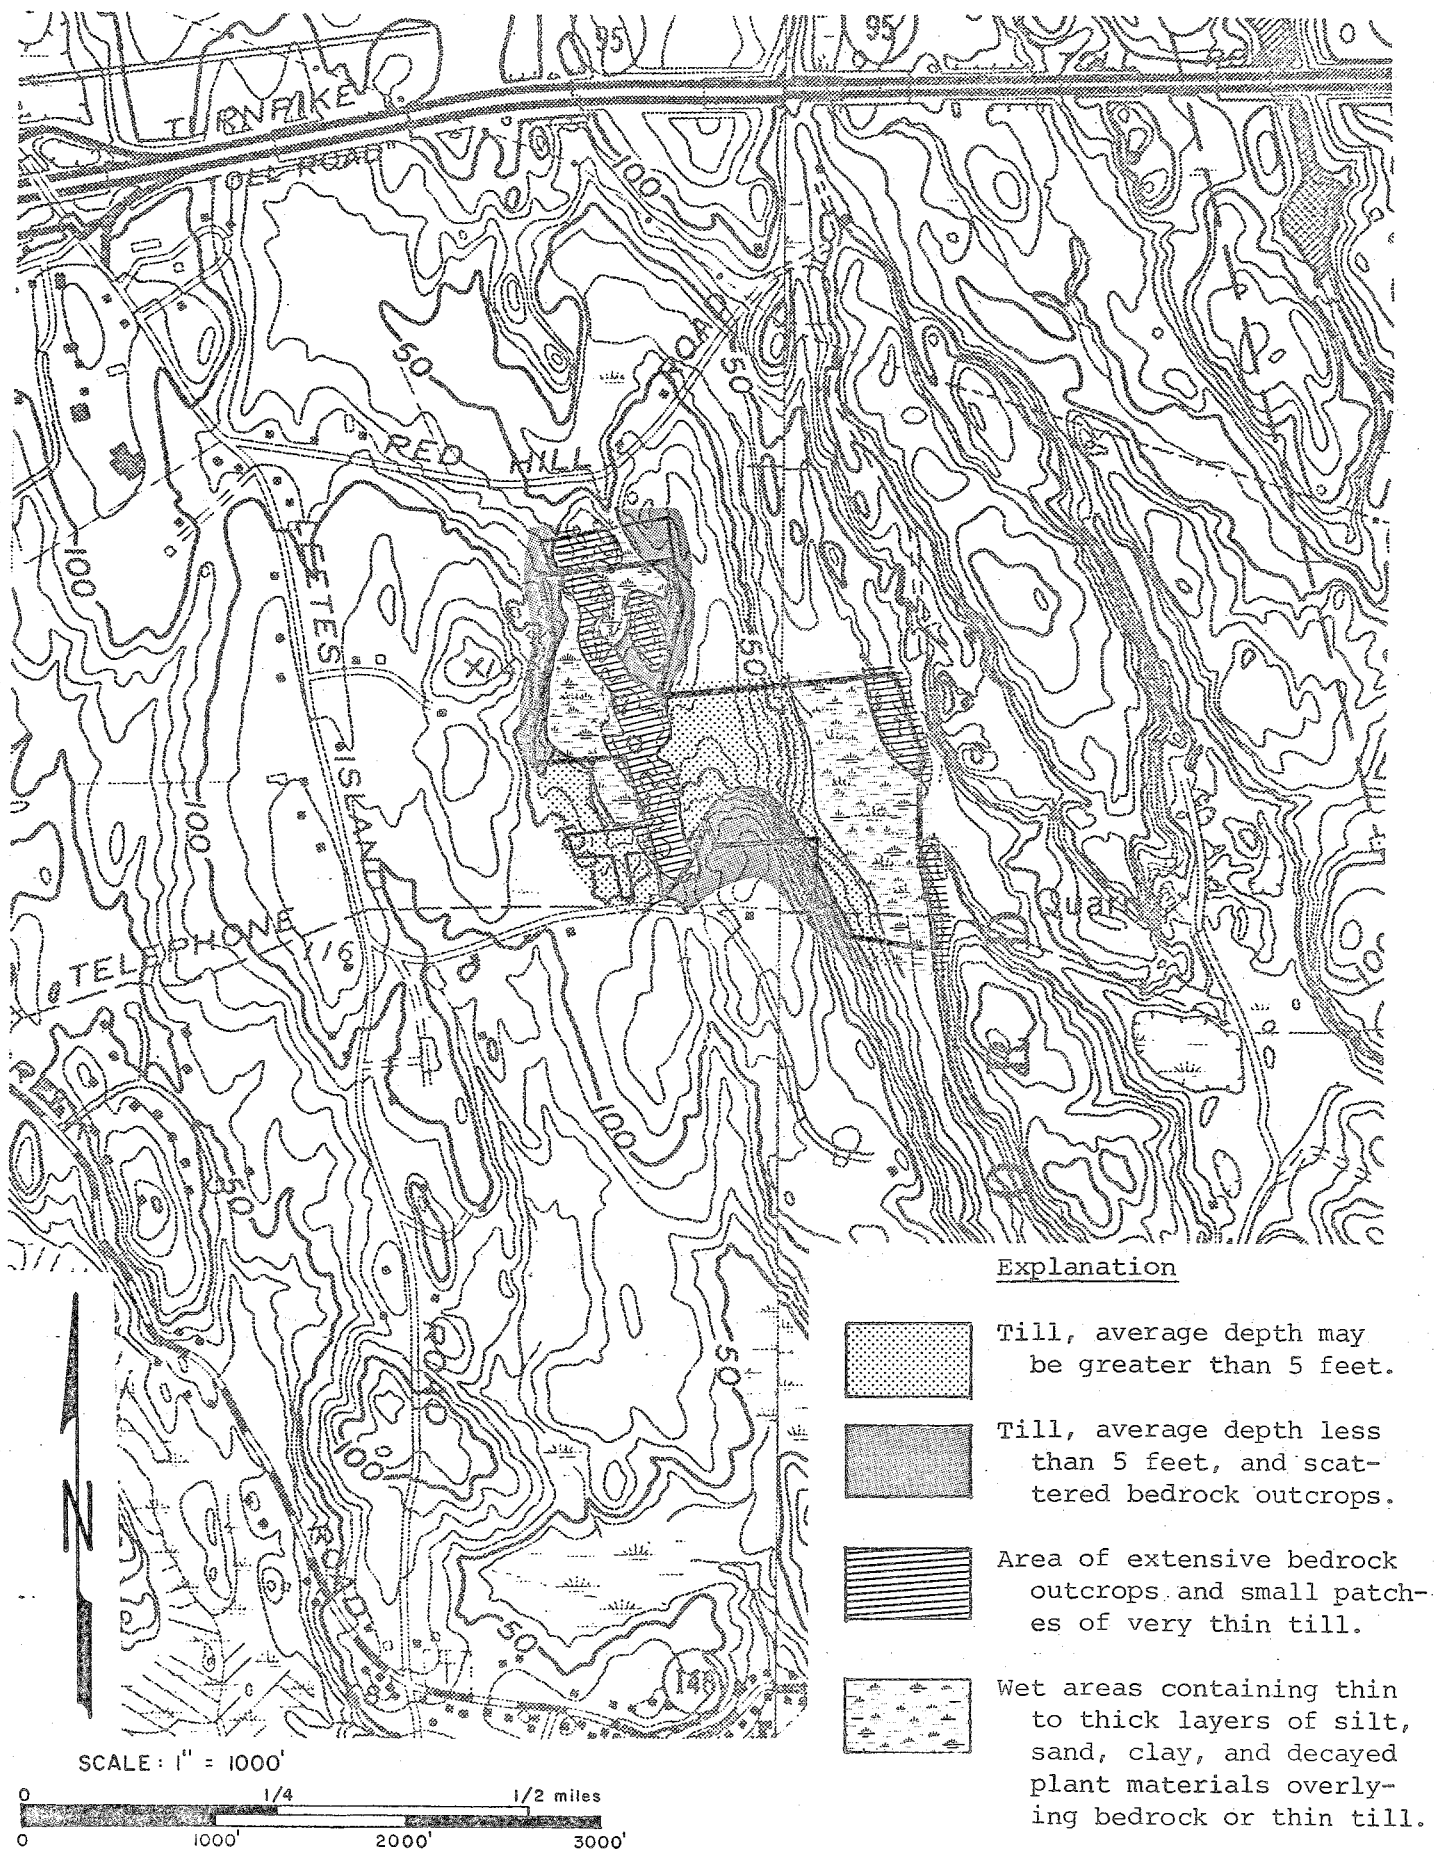 95
95
TURNPIKE
100
50
ROAD
50
RED HILL
100
LEETES
50
ISLAND
100
Quarry
TELEPHONE
116
100
50
50
ROAD
100
ROAD
50
146
N
SCALE: 1" = 1000'
0 1/4 1/2 miles
0 1000' 2000' 3000'
Explanation
Till, average depth may
be greater than 5 feet.
Till, average depth less
than 5 feet, and scat-
tered bedrock outcrops.
Area of extensive bedrock
outcrops and small patch-
es of very thin till.
Wet areas containing thin
to thick layers of silt,
sand, clay, and decayed
plant materials overly-
ing bedrock or thin till.